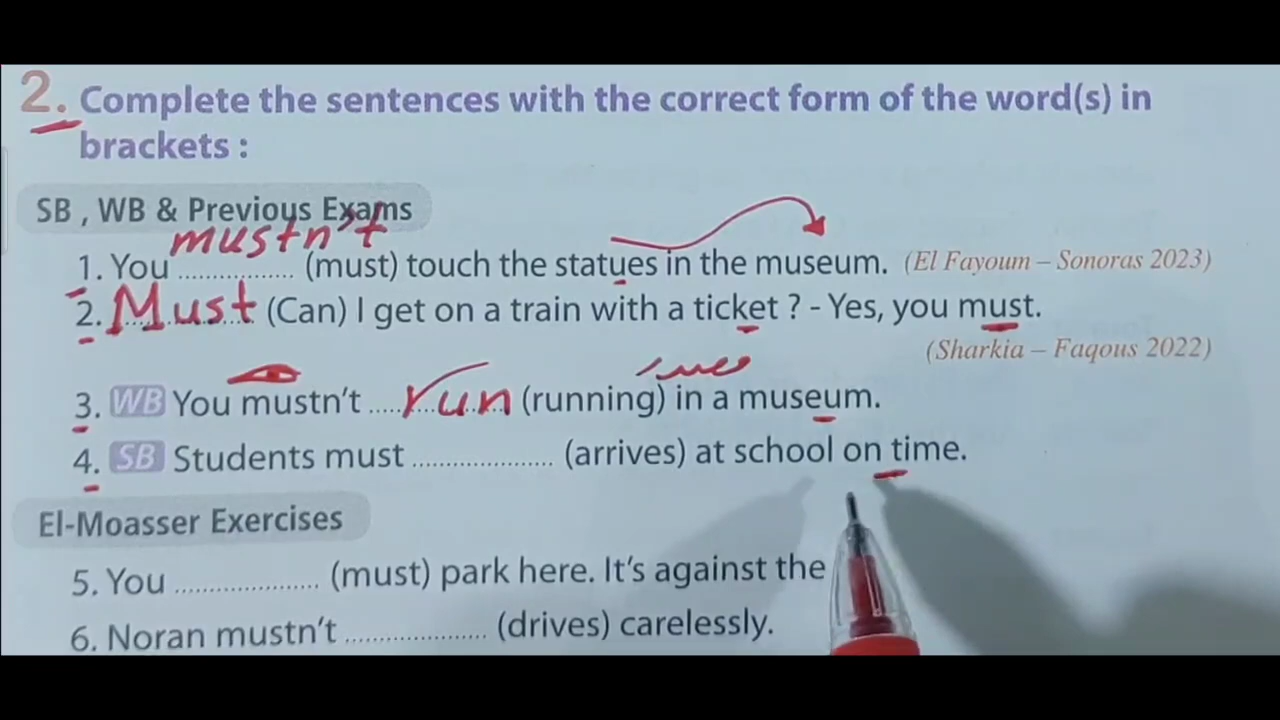 2. Complete the sentences with the correct form of the word(s) in
brackets :
SB , WB & Previous Exams
mustn't
1. You ................ (must) touch the statues in the museum. (El Fayoum – Sonoras 2023)
2. Must (Can) I get on a train with a ticket ? - Yes, you must.
(Sharkia – Faqous 2022)
3. WB You mustn't .... run (running) in a museum.
4. SB Students must .................... (arrives) at school on time.
El-Moasser Exercises
5. You .................... (must) park here. It's against the
6. Noran mustn't .................... (drives) carelessly.